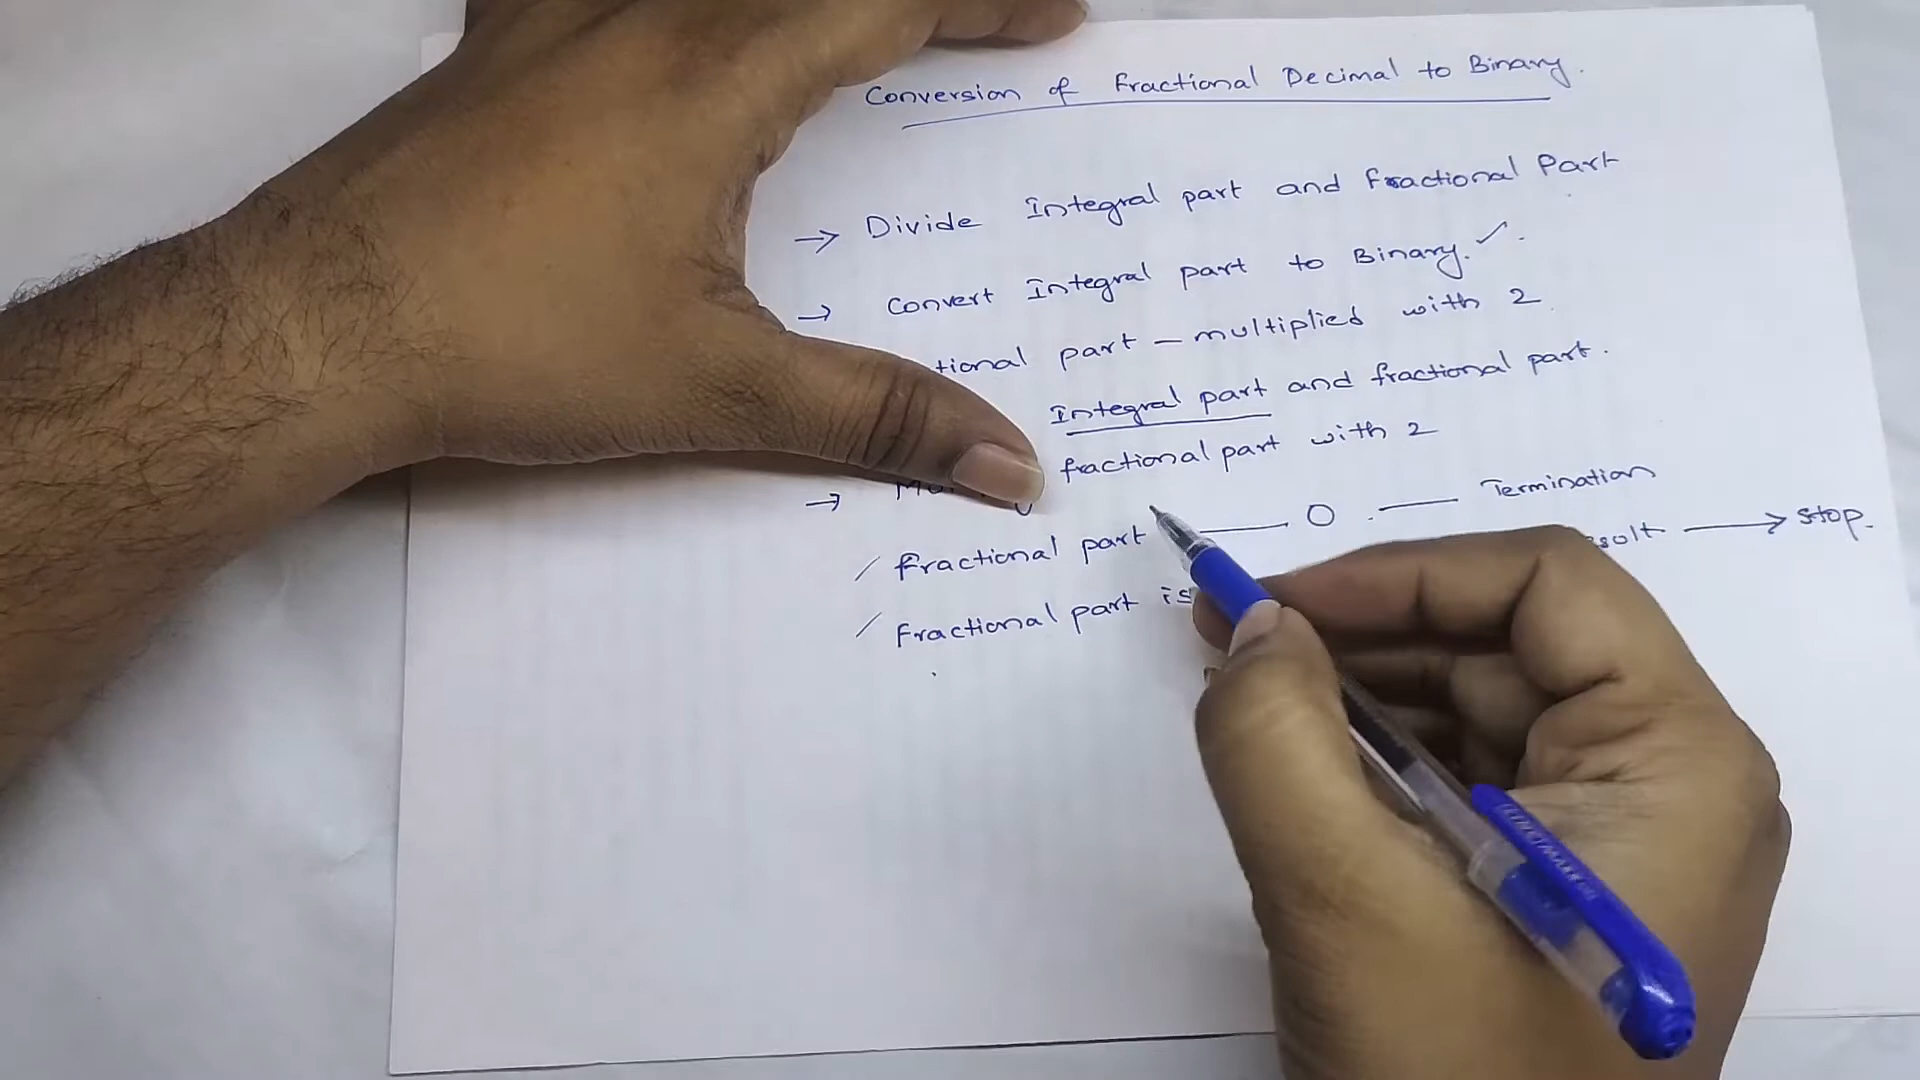 Conversion of Fractional Decimal to Binary.
→ Divide Integral part and Fractional Part
→ Convert Integral part to Binary. ✓.
tional part – multiplied with 2
Integral part and fractional part.
→ fractional part with 2
/ Fractional part — 0 — Termination
/ Fractional part is → stop.